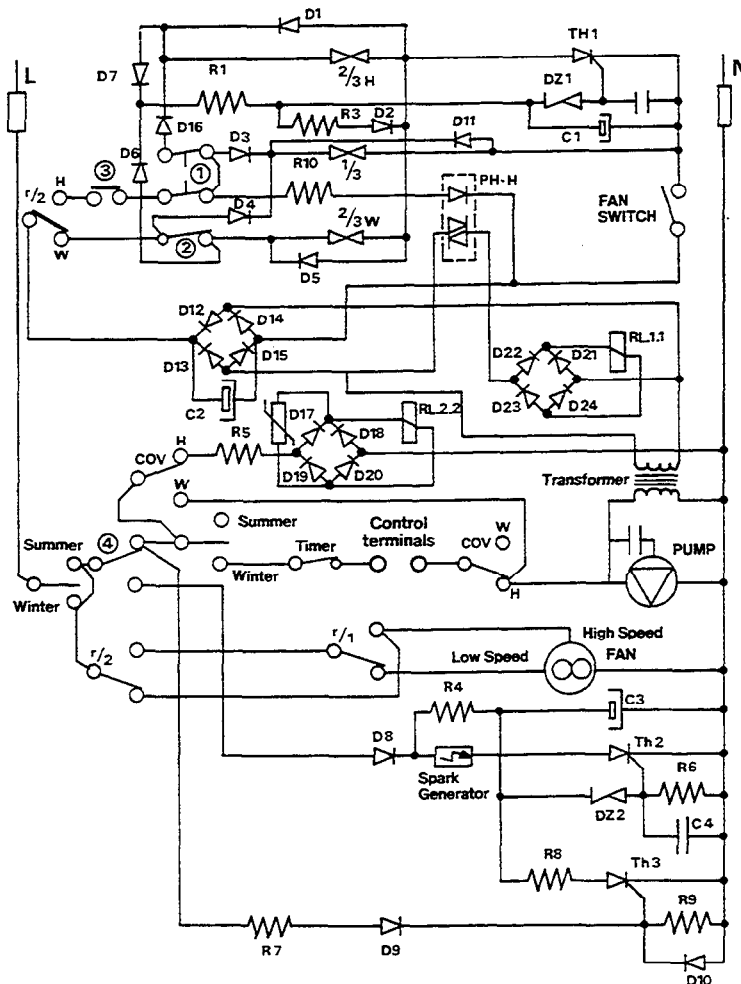 D1
TH1
L
N
D7
R1
2/3 H
DZ1
R3
D2
D16
D11
C1
D6
D3
R10
1/3
PH-H
r/2
H
③
①
D4
2/3 W
FAN
SWITCH
W
②
D5
D12
D14
D13
D15
C2
D22
D21
RL.1.1
D23
D24
D17
RL.2.2
R5
D18
D19
D20
H
COV
W
Transformer
Summer
Control
terminals
W
COV
Summer
④
Timer
PUMP
Winter
H
Winter
r/2
r/1
High Speed
Low Speed
FAN
R4
C3
D8
Th2
R6
Spark
Generator
DZ2
C4
R8
Th3
R9
R7
D9
D10